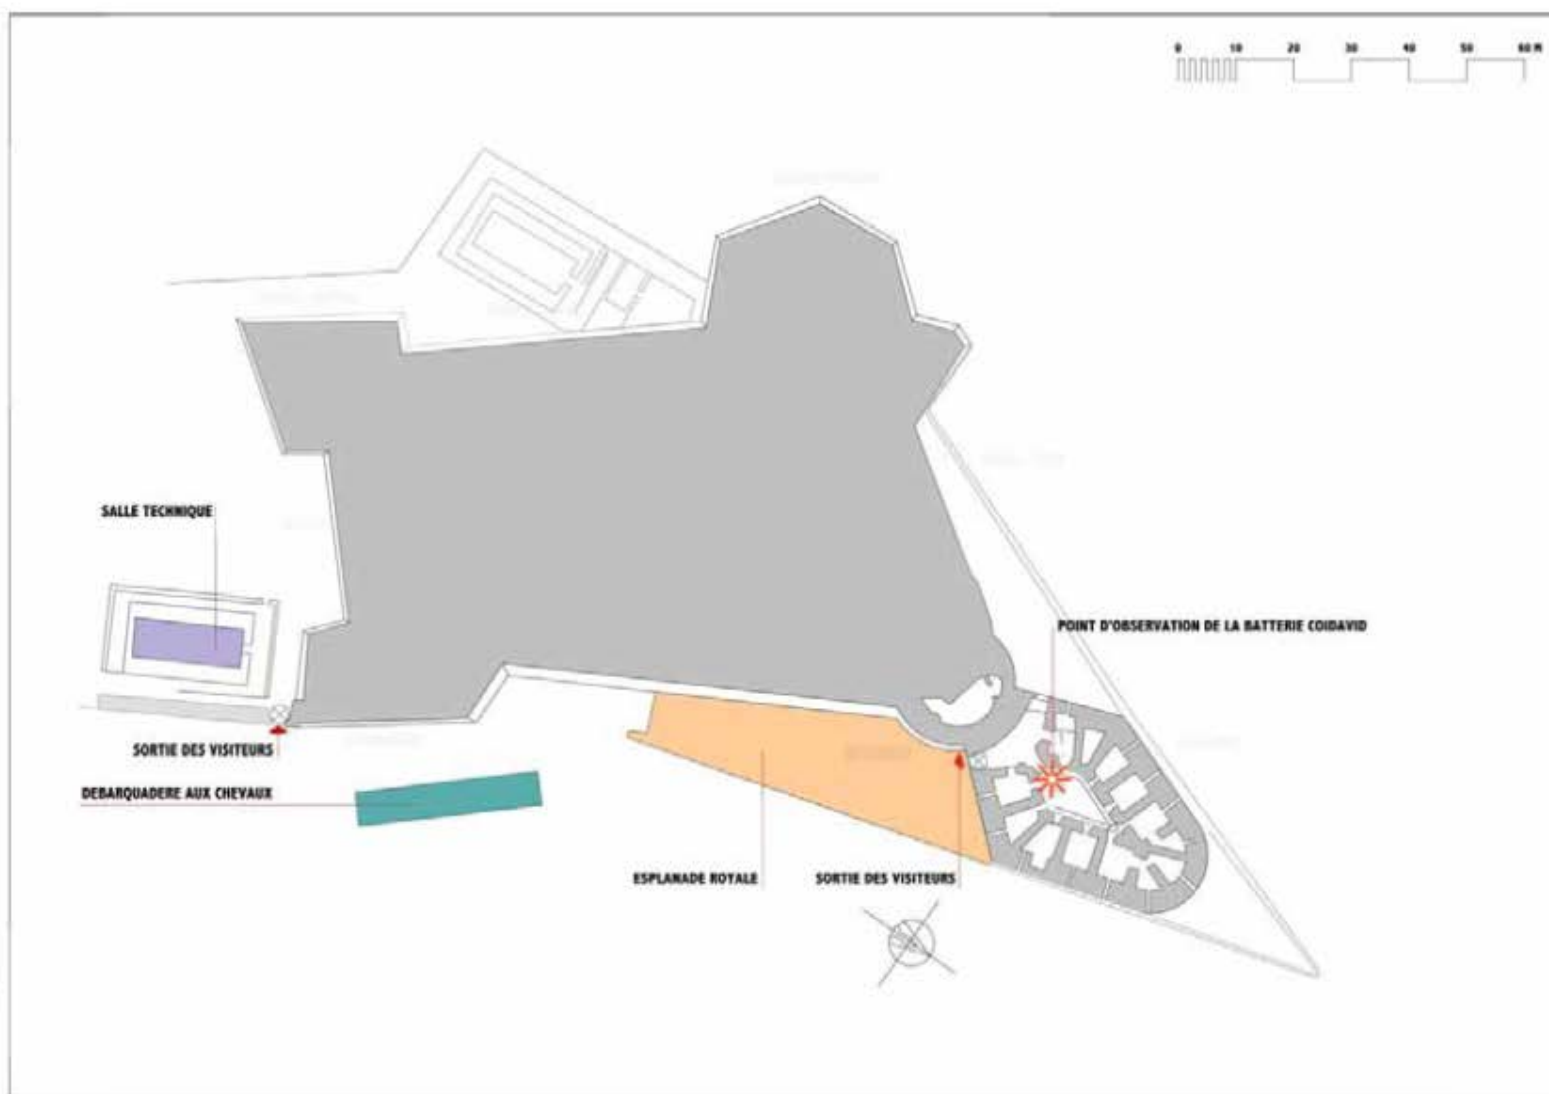 0 10 20 30 40 50 60 M
SALLE TECHNIQUE
POINT D'OBSERVATION DE LA BATTERIE COIDAVID
SORTIE DES VISITEURS
DEBARQUADERE AUX CHEVAUX
ESPLANADE ROYALE
SORTIE DES VISITEURS